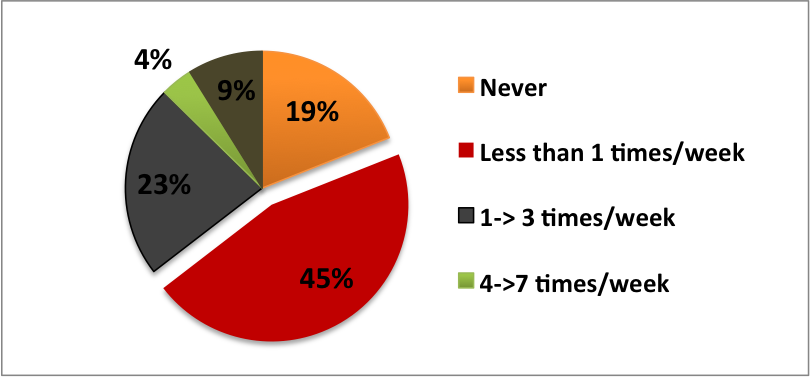 4%
9%
19%
23%
45%
Never
Less than 1 times/week
1-> 3 times/week
4->7 times/week